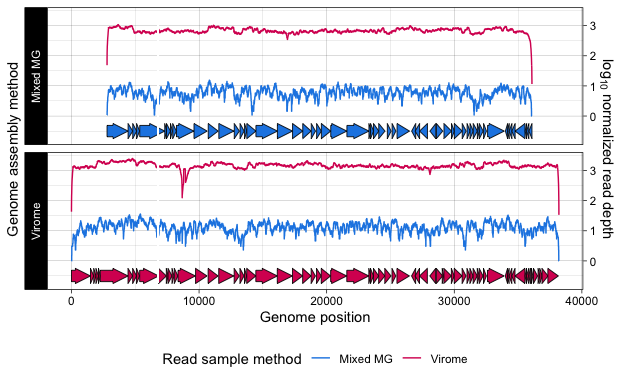 Genome assembly method
Mixed MG
Virome
3
2
1
0
3
2
1
0
log10 normalized read depth
0
10000
20000
30000
40000
Genome position
Read sample method
Mixed MG
Virome